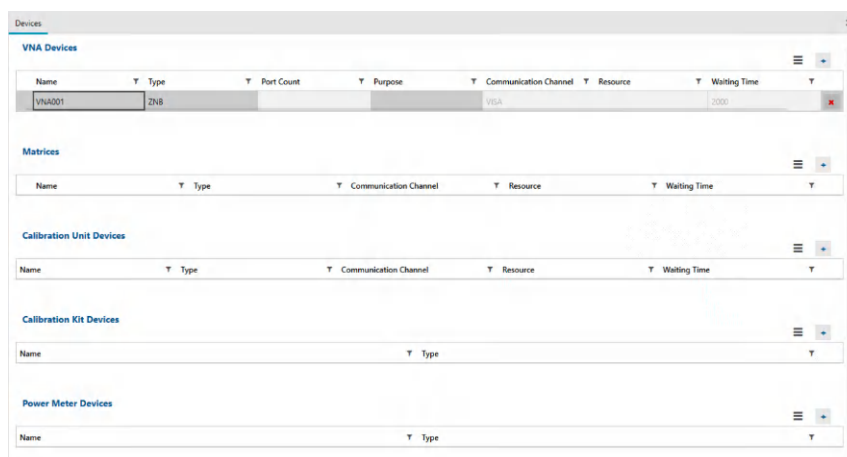 Devices
VNA Devices
Name Type Port Count Purpose Communication Channel Resource Waiting Time
VNA001 ZNB VISA 2000
Matrices
Name Type Communication Channel Resource Waiting Time
Calibration Unit Devices
Name Type Communication Channel Resource Waiting Time
Calibration Kit Devices
Name Type
Power Meter Devices
Name Type